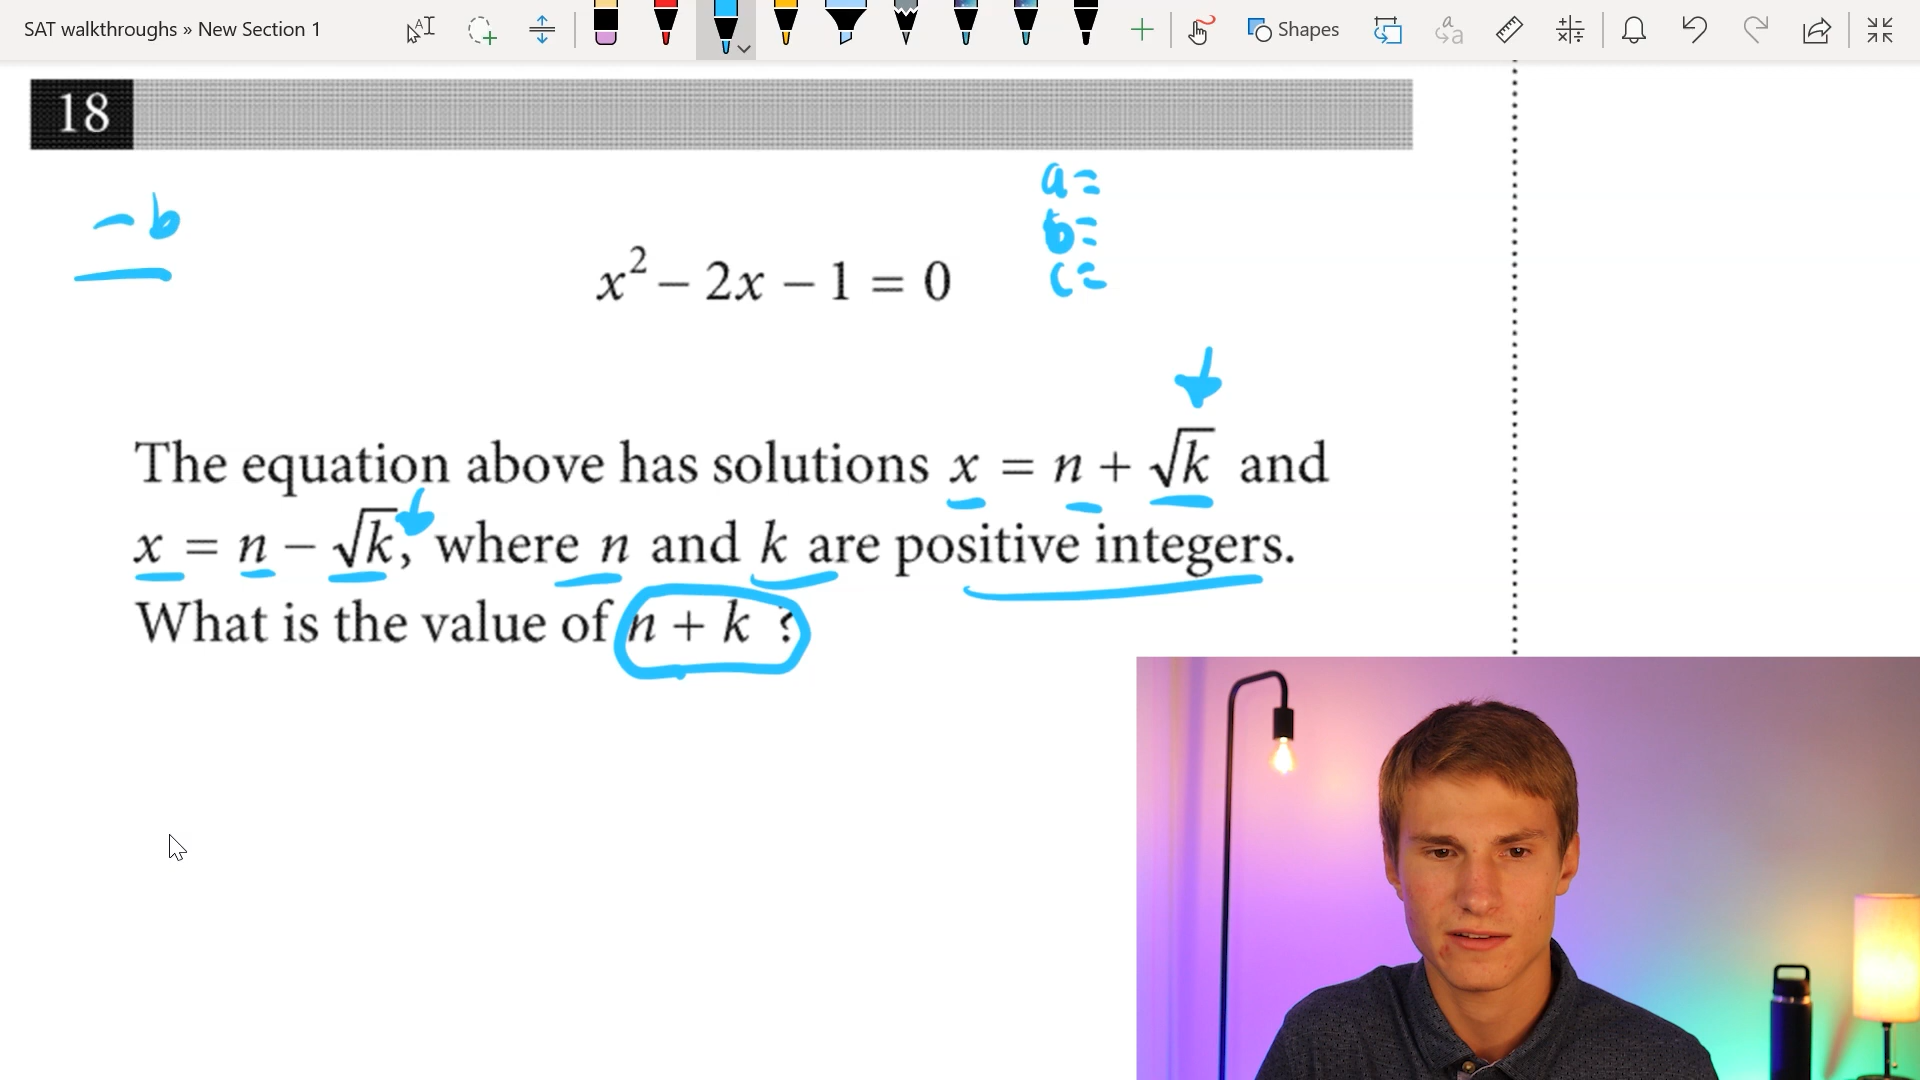 SAT walkthroughs » New Section 1
Shapes
18
a=
-b
b=
x² − 2x − 1 = 0
c=
The equation above has solutions x = n + √k and
x = n − √k, where n and k are positive integers.
What is the value of n + k ?